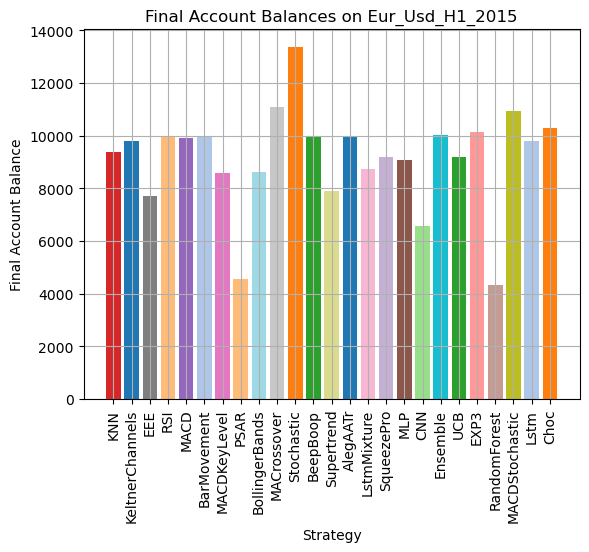 Final Account Balances on Eur_Usd_H1_2015
Final Account Balance
14000
12000
10000
8000
6000
4000
2000
0
KNN
KeltnerChannels
EEE
RSI
MACD
BarMovement
MACDKeyLevel
PSAR
BollingerBands
MACrossover
Stochastic
BeepBoop
Supertrend
AlegAATr
LstmMixture
SqueezePro
MLP
CNN
Ensemble
UCB
EXP3
RandomForest
MACDStochastic
Lstm
Choc
Strategy